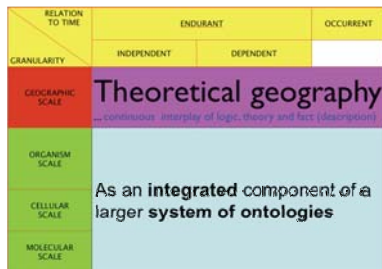 RELATION
TO TIME
ENDURANT
OCCURRENT
INDEPENDENT
DEPENDENT
GRANULARITY
GEOGRAPHIC
SCALE
Theoretical geography
...continuous interplay of logic, theory and fact (description)
ORGANISM
SCALE
As an integrated component of a
larger system of ontologies
CELLULAR
SCALE
MOLECULAR
SCALE